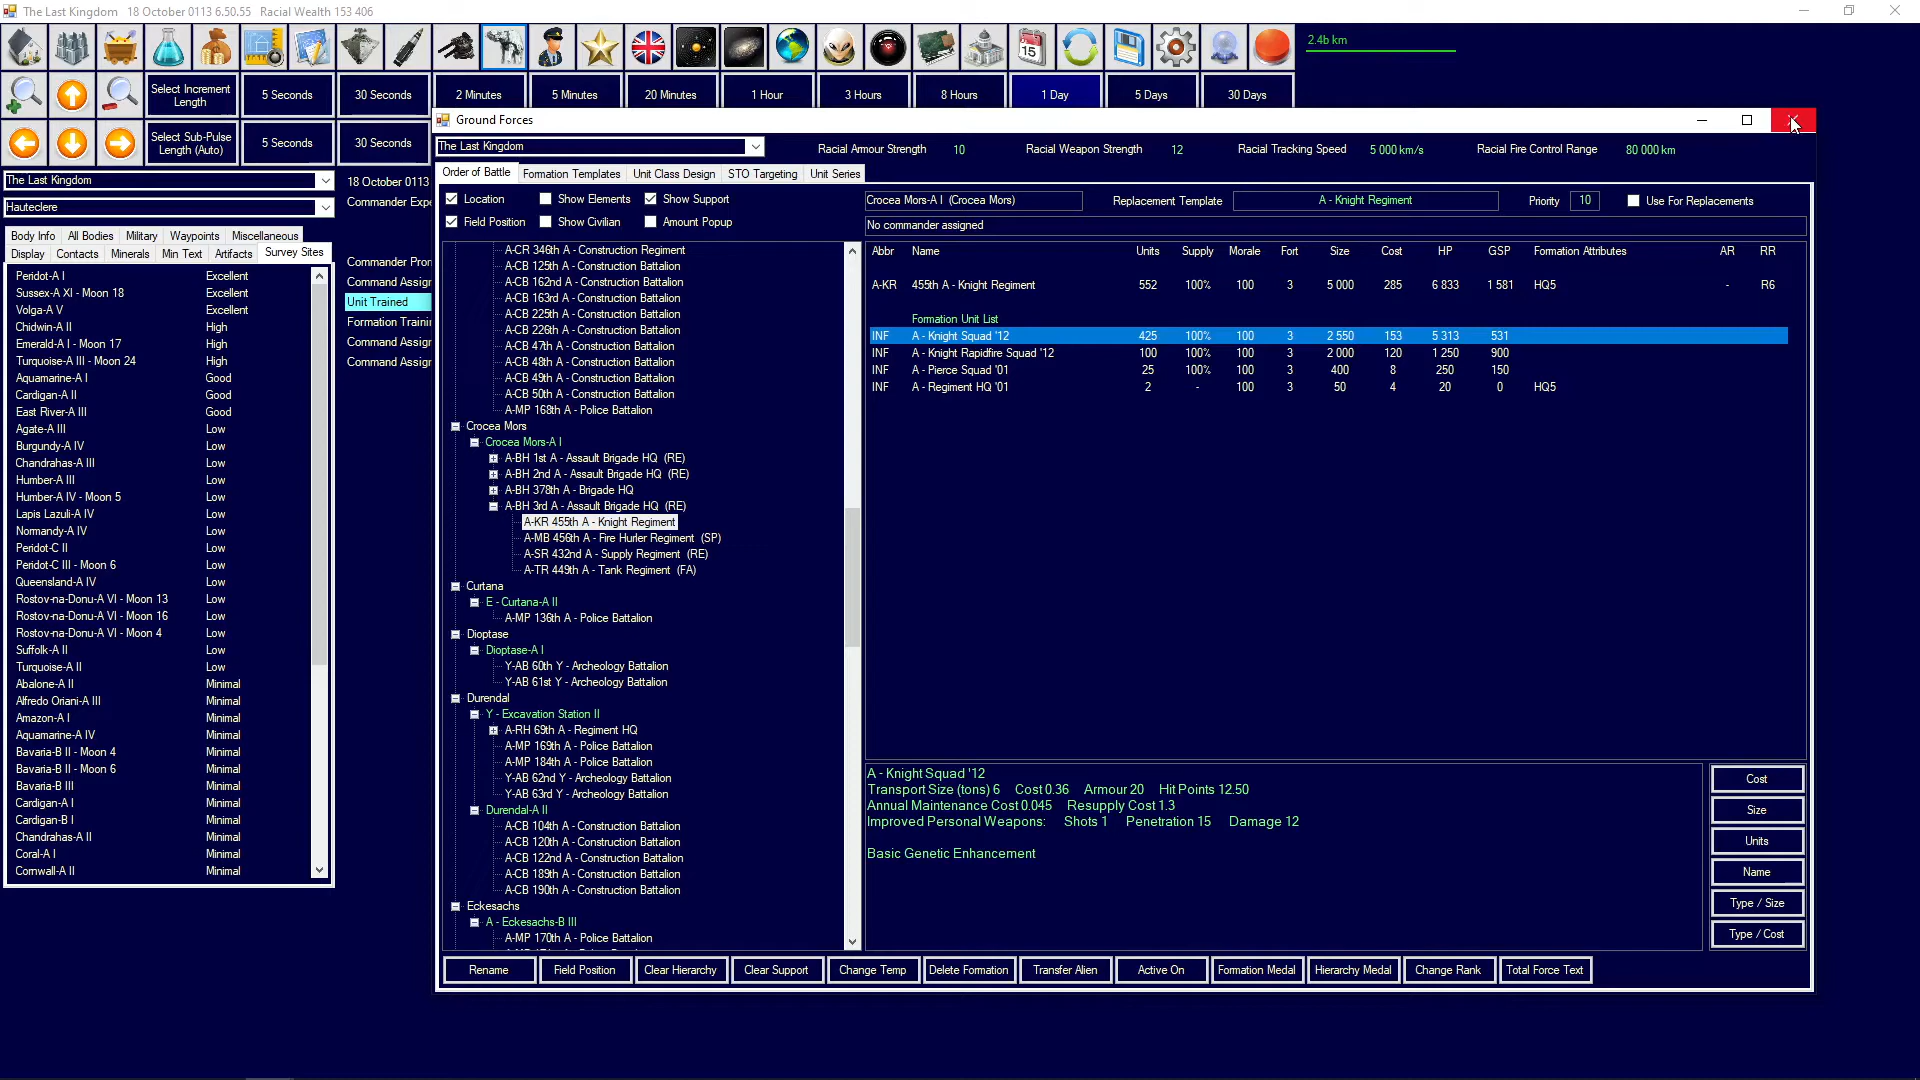 The Last Kingdom   18 October 0113 6.50.55   Racial Wealth 153 406
2.4b km
Select Increment Length
5 Seconds
30 Seconds
2 Minutes
5 Minutes
20 Minutes
1 Hour
3 Hours
8 Hours
1 Day
5 Days
30 Days
Select Sub-Pulse Length (Auto)
5 Seconds
30 Seconds
The Last Kingdom
Hauteclere
Body Info
All Bodies
Military
Waypoints
Miscellaneous
Display
Contacts
Minerals
Min Text
Artifacts
Survey Sites
Peridot-A I Excellent
Sussex-A XI - Moon 18 Excellent
Volga-A V Excellent
Chidwin-A II High
Emerald-A I - Moon 17 High
Turquoise-A III - Moon 24 High
Aquamarine-A I Good
Cardigan-A II Good
East River-A III Good
Agate-A III Low
Burgundy-A IV Low
Chandrahas-A III Low
Humber-A III Low
Humber-A IV - Moon 5 Low
Lapis Lazuli-A IV Low
Normandy-A IV Low
Peridot-C II Low
Peridot-C III - Moon 6 Low
Queensland-A IV Low
Rostov-na-Donu-A VI - Moon 13 Low
Rostov-na-Donu-A VI - Moon 16 Low
Rostov-na-Donu-A VI - Moon 4 Low
Suffolk-A II Low
Turquoise-A II Low
Abalone-A II Minimal
Alfredo Oriani-A III Minimal
Amazon-A I Minimal
Aquamarine-A IV Minimal
Bavaria-B II - Moon 4 Minimal
Bavaria-B II - Moon 6 Minimal
Bavaria-B III Minimal
Cardigan-A I Minimal
Cardigan-B I Minimal
Chandrahas-A II Minimal
Coral-A I Minimal
Cornwall-A II Minimal
18 October 0113
Commander Expe
Commander Pror
Command Assign
Unit Trained
Formation Trainin
Command Assign
Command Assign
Ground Forces
The Last Kingdom
Racial Armour Strength 10
Racial Weapon Strength 12
Racial Tracking Speed 5 000 km/s
Racial Fire Control Range 80 000 km
Order of Battle
Formation Templates
Unit Class Design
STO Targeting
Unit Series
Location
Show Elements
Show Support
Field Position
Show Civilian
Amount Popup
A-CR 346th A - Construction Regiment
A-CB 125th A - Construction Battalion
A-CB 162nd A - Construction Battalion
A-CB 163rd A - Construction Battalion
A-CB 225th A - Construction Battalion
A-CB 226th A - Construction Battalion
A-CB 47th A - Construction Battalion
A-CB 48th A - Construction Battalion
A-CB 49th A - Construction Battalion
A-CB 50th A - Construction Battalion
A-MP 168th A - Police Battalion
Crocea Mors
Crocea Mors-A I
A-BH 1st A - Assault Brigade HQ (RE)
A-BH 2nd A - Assault Brigade HQ (RE)
A-BH 378th A - Brigade HQ
A-BH 3rd A - Assault Brigade HQ (RE)
A-KR 455th A - Knight Regiment
A-MB 456th A - Fire Hurler Regiment (SP)
A-SR 432nd A - Supply Regiment (RE)
A-TR 449th A - Tank Regiment (FA)
Curtana
E - Curtana-A II
A-MP 136th A - Police Battalion
Dioptase
Dioptase-A I
Y-AB 60th Y - Archeology Battalion
Y-AB 61st Y - Archeology Battalion
Durendal
Y - Excavation Station II
A-RH 69th A - Regiment HQ
A-MP 169th A - Police Battalion
A-MP 184th A - Police Battalion
Y-AB 62nd Y - Archeology Battalion
Y-AB 63rd Y - Archeology Battalion
Durendal-A II
A-CB 104th A - Construction Battalion
A-CB 120th A - Construction Battalion
A-CB 122nd A - Construction Battalion
A-CB 189th A - Construction Battalion
A-CB 190th A - Construction Battalion
Eckesachs
A - Eckesachs-B III
A-MP 170th A - Police Battalion
Crocea Mors-A I (Crocea Mors)
Replacement Template
A - Knight Regiment
Priority 10
Use For Replacements
No commander assigned
Abbr Name Units Supply Morale Fort Size Cost HP GSP Formation Attributes AR RR
A-KR 455th A - Knight Regiment 552 100% 100 3 5 000 285 6 833 1 581 HQ5 - R6
Formation Unit List
INF A - Knight Squad '12 425 100% 100 3 2 550 153 5 313 531
INF A - Knight Rapidfire Squad '12 100 100% 100 3 2 000 120 1 250 900
INF A - Pierce Squad '01 25 100% 100 3 400 8 250 150
INF A - Regiment HQ '01 2 - 100 3 50 4 20 0 HQ5
A - Knight Squad '12
Transport Size (tons) 6 Cost 0.36 Armour 20 Hit Points 12.50
Annual Maintenance Cost 0.045 Resupply Cost 1.3
Improved Personal Weapons: Shots 1 Penetration 15 Damage 12
Basic Genetic Enhancement
Cost
Size
Units
Name
Type / Size
Type / Cost
Rename
Field Position
Clear Hierarchy
Clear Support
Change Temp
Delete Formation
Transfer Alien
Active On
Formation Medal
Hierarchy Medal
Change Rank
Total Force Text